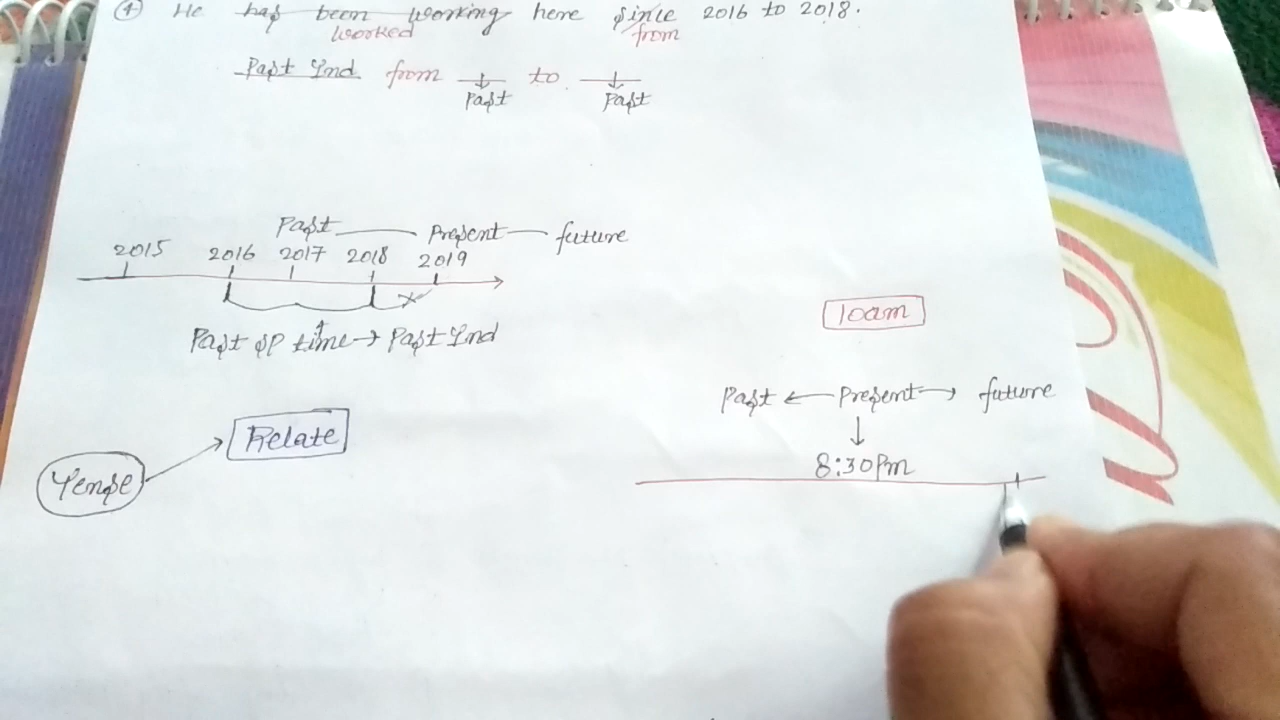 ④ He has been working here since 2016 to 2018.
worked from
Past Ind from to
Past Past
Past Present future
2015 2016 2017 2018 2019
Past sp time → Past Ind
10am
Past ← Present → future
Relate
8:30Pm
Tense